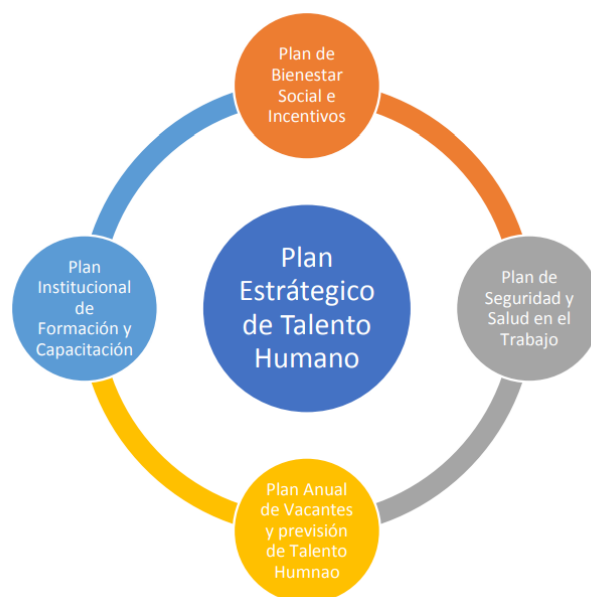 Plan de
Bienestar
Social e
Incentivos
Plan
Institucional
de
Formación y
Capacitación
Plan
Estrátegico
de Talento
Humano
Plan de
Seguridad y
Salud en el
Trabajo
Plan Anual
de Vacantes
y previsión
de Talento
Humnao